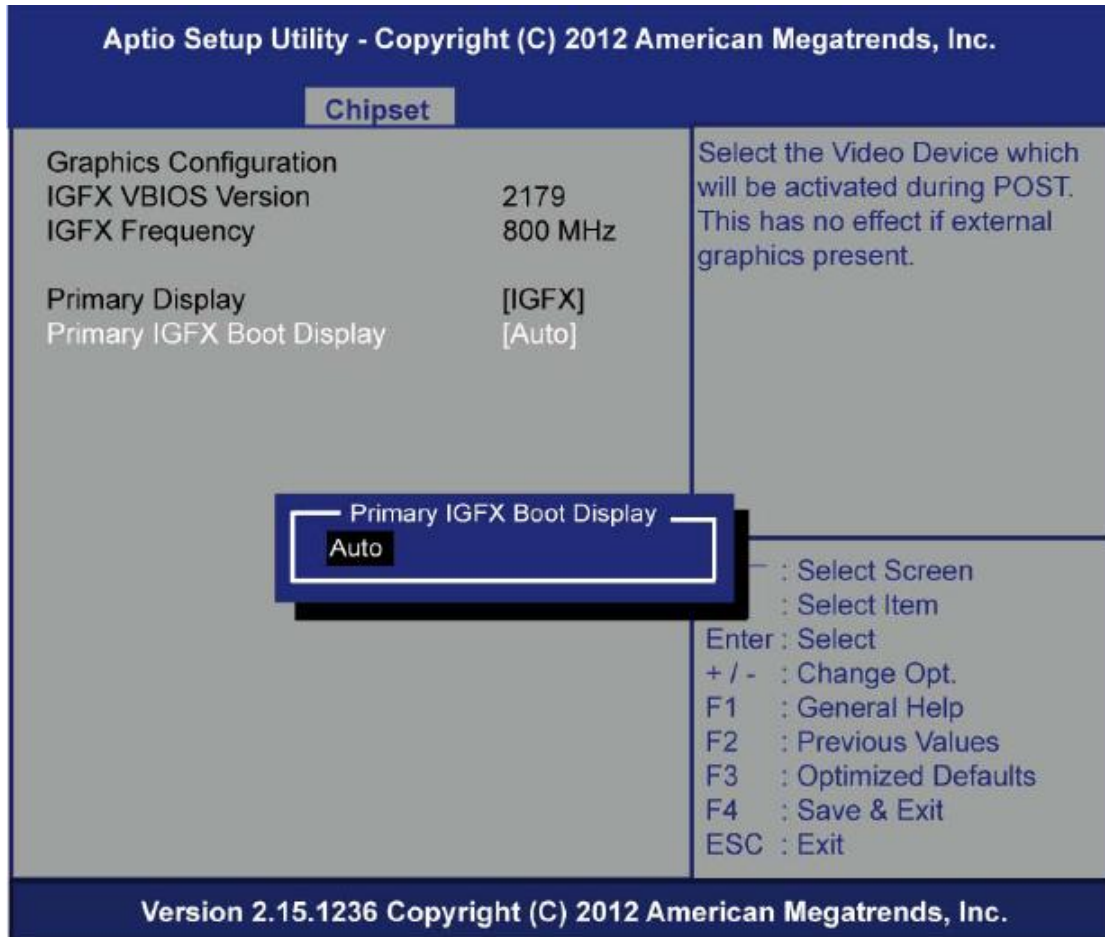 Aptio Setup Utility - Copyright (C) 2012 American Megatrends, Inc.
Chipset
Graphics Configuration
IGFX VBIOS Version 2179
IGFX Frequency 800 MHz
Primary Display [IGFX]
Primary IGFX Boot Display [Auto]
Select the Video Device which
will be activated during POST.
This has no effect if external
graphics present.
Primary IGFX Boot Display
Auto
: Select Screen
: Select Item
Enter : Select
+ / - : Change Opt.
F1 : General Help
F2 : Previous Values
F3 : Optimized Defaults
F4 : Save & Exit
ESC : Exit
Version 2.15.1236 Copyright (C) 2012 American Megatrends, Inc.